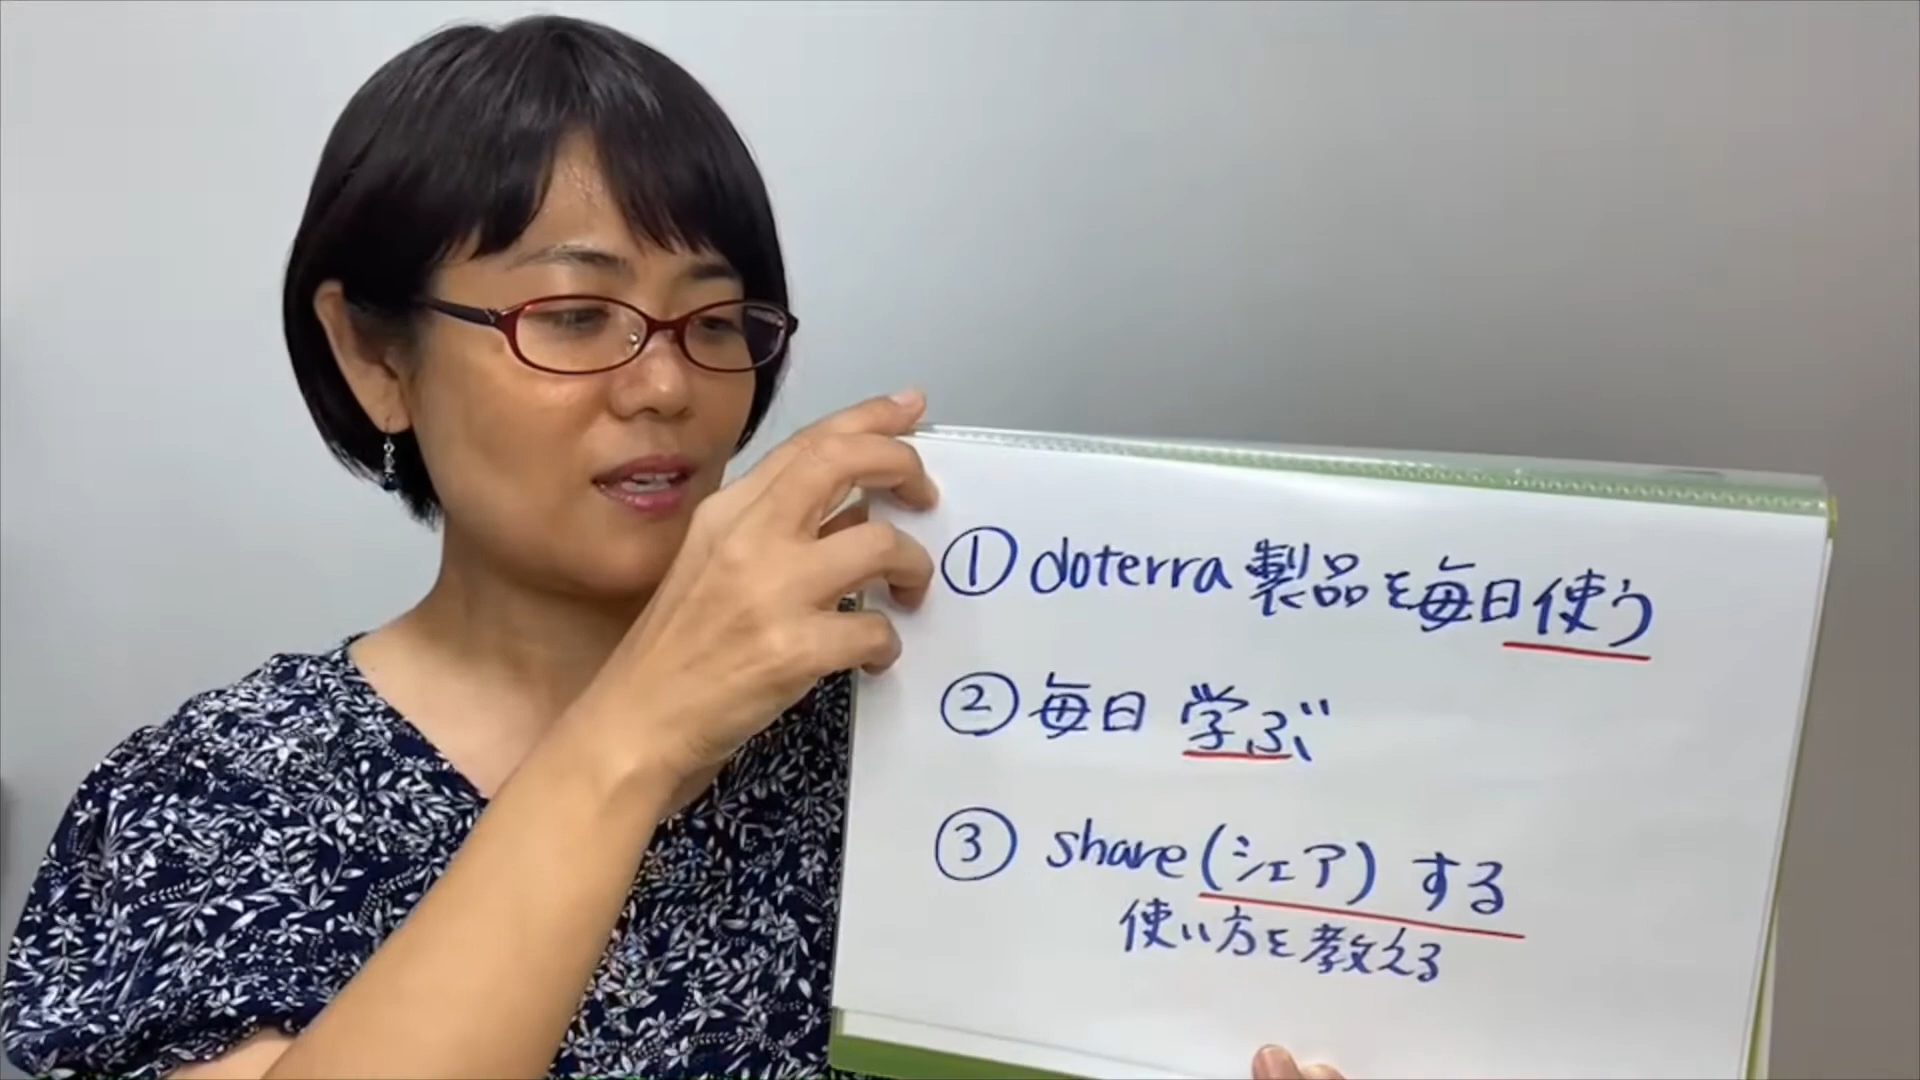 ① doterra 製品を毎日使う
② 毎日 学ぶ
③ share(シェア)する
使い方を教える